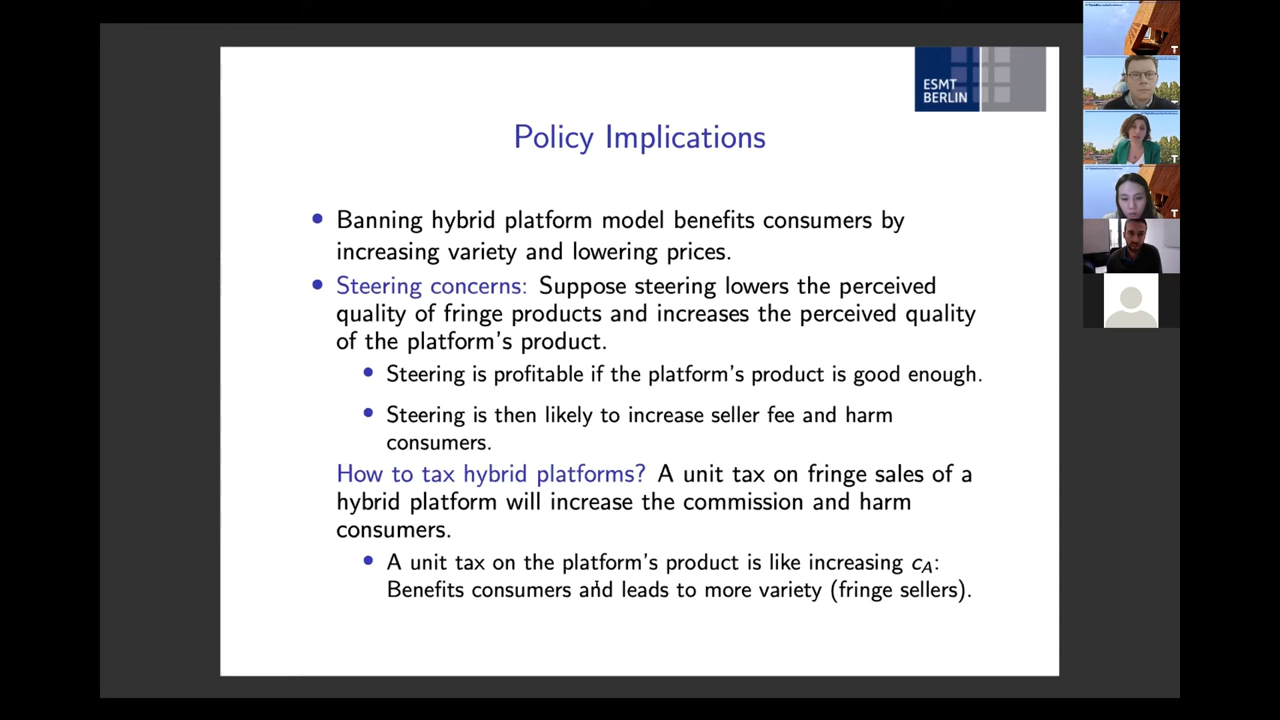 ESMT
BERLIN
Policy Implications
Banning hybrid platform model benefits consumers by
increasing variety and lowering prices.
Steering concerns: Suppose steering lowers the perceived
quality of fringe products and increases the perceived quality
of the platform's product.
Steering is profitable if the platform's product is good enough.
Steering is then likely to increase seller fee and harm
consumers.
How to tax hybrid platforms? A unit tax on fringe sales of a
hybrid platform will increase the commission and harm
consumers.
A unit tax on the platform's product is like increasing c_A:
Benefits consumers and leads to more variety (fringe sellers).